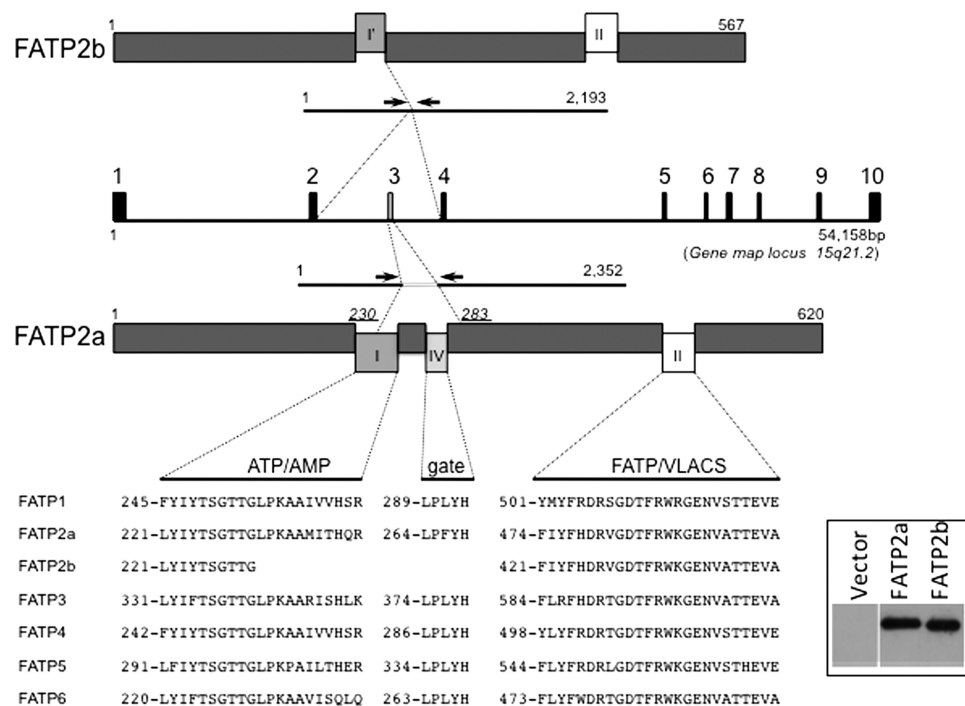 1 567
FATP2b I' II
1 2,193
1 2 3 4 5 6 7 8 9 10
1 54,158bp
(Gene map locus 15q21.2)
1 2,352
1 230 283 620
FATP2a I IV II
ATP/AMP gate FATP/VLACS
FATP1 245-FYIYTSGTTGLPKAAIVVHSR 289-LPLYH 501-YMYFRDRSGDTFRWRGENVSTTEVE
FATP2a 221-LYIYTSGTTGLPKAAMITHQR 264-LPFYH 474-FIYFHDRVGDTFRWKGENVATTEVA
FATP2b 221-LYIYTSGTTG 421-FIYFHDRVGDTFRWKGENVATTEVA
FATP3 331-LYIFTSGTTGLPKAARISHLK 374-LPLYH 584-FLRFHDRTGDTFRWKGENVATTEVA
FATP4 242-FYIYTSGTTGLPKAAIVVHSR 286-LPLYH 498-YLYFRDRTGDTFRWKGENVSTTEVE
FATP5 291-LFIYTSGTTGLPKPAILTHER 334-LPLYH 544-FLYFRDRLGDTFRWKGENVSTHEVE
FATP6 220-LYIFTSGTTGLPKAAVISQLQ 263-LPLYH 473-FLYFWDRTGDTFRWKGENVATTEVA
Vector
FATP2a
FATP2b